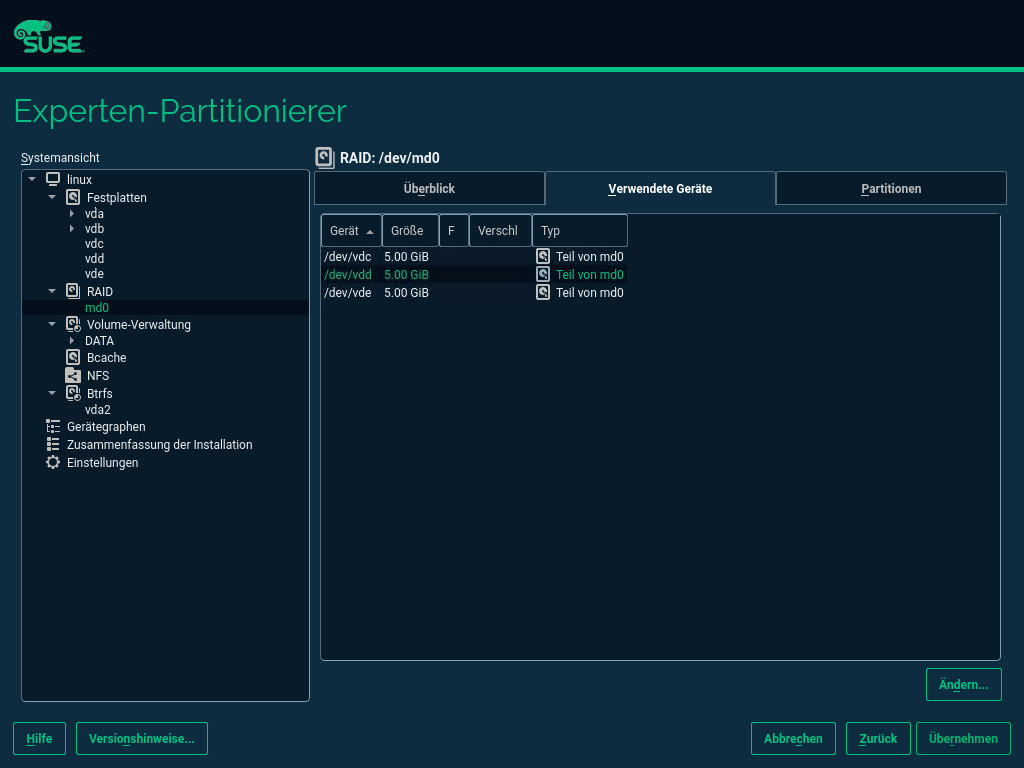 SUSE
Experten-Partitionierer
Systemansicht
linux
Festplatten
vda
vdb
vdc
vdd
vde
RAID
md0
Volume-Verwaltung
DATA
Bcache
NFS
Btrfs
vda2
Gerätegraphen
Zusammenfassung der Installation
Einstellungen
RAID: /dev/md0
Überblick Verwendete Geräte Partitionen
Gerät Größe F Verschl Typ
/dev/vdc 5.00 GiB Teil von md0
/dev/vdd 5.00 GiB Teil von md0
/dev/vde 5.00 GiB Teil von md0
Ändern...
Hilfe Versionshinweise... Abbrechen Zurück Übernehmen